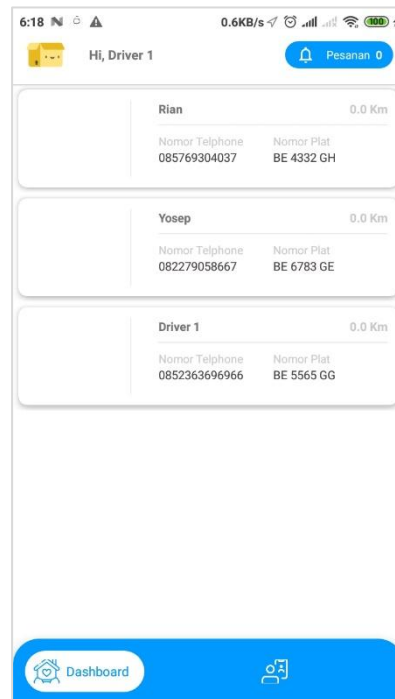 6:18 0.6KB/s 100
Hi, Driver 1 Pesanan 0
Rian 0.0 Km
Nomor Telphone Nomor Plat
085769304037 BE 4332 GH
Yosep 0.0 Km
Nomor Telphone Nomor Plat
082279058667 BE 6783 GE
Driver 1 0.0 Km
Nomor Telphone Nomor Plat
0852363696966 BE 5565 GG
Dashboard